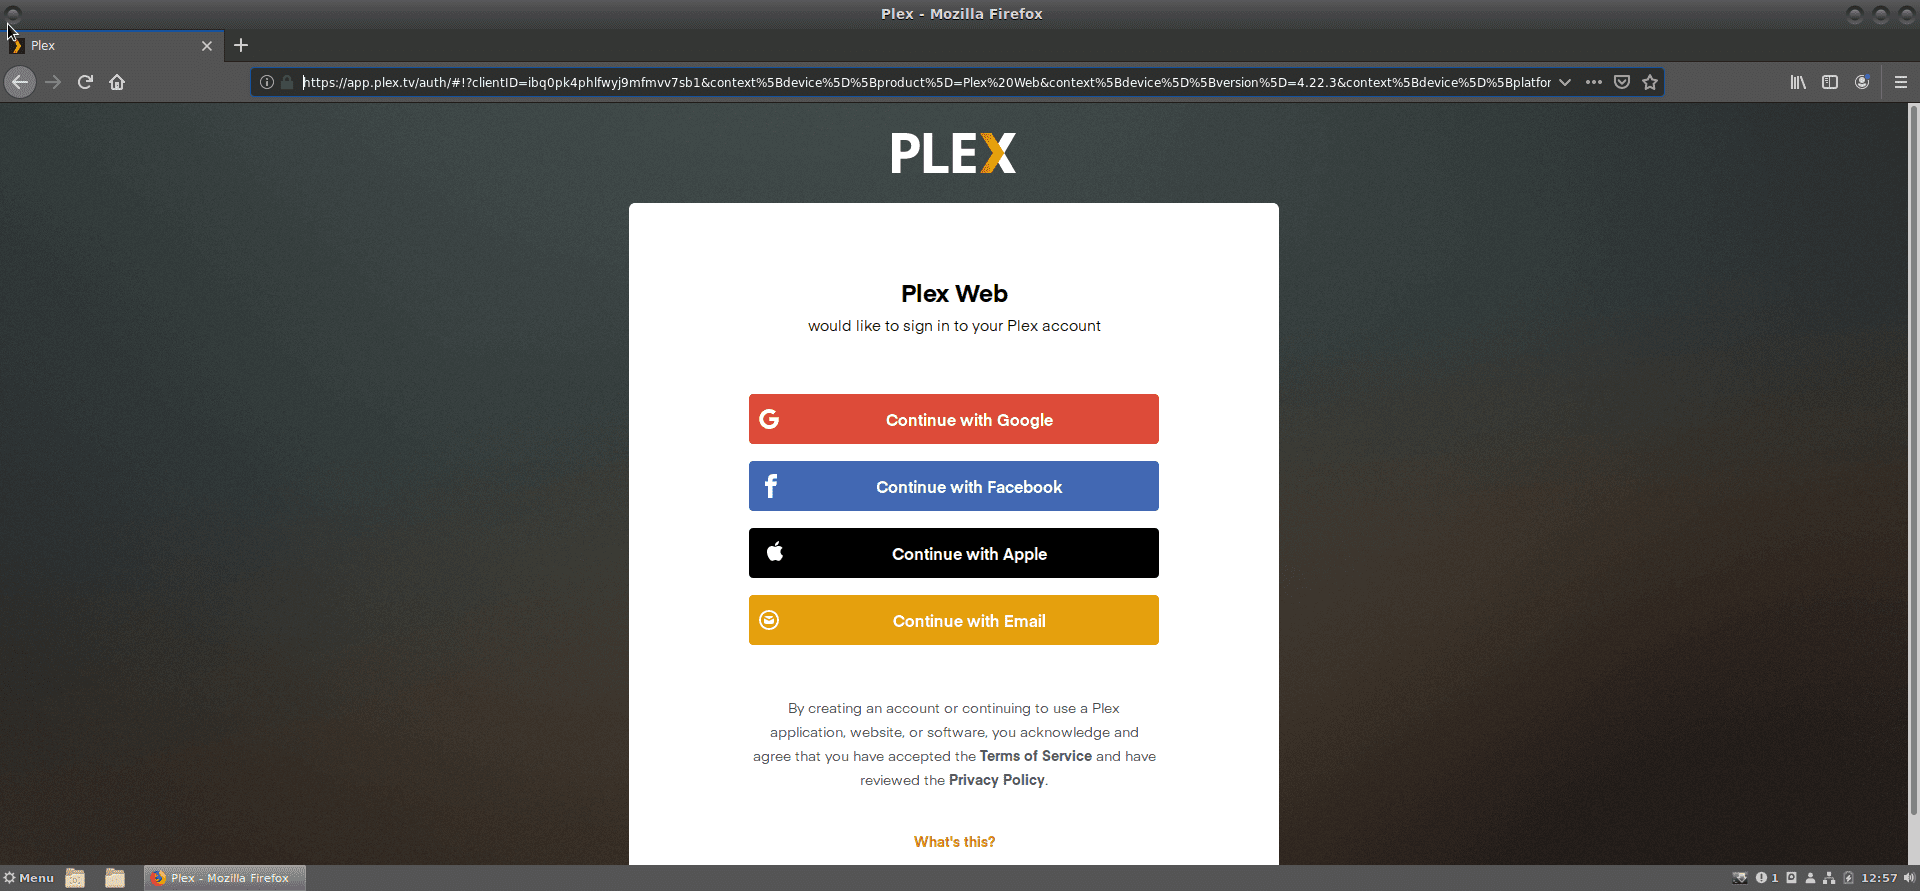 Plex - Mozilla Firefox
Plex
https://app.plex.tv/auth/#!?clientID=ibq0pk4phlfwyj9mfmvv7sb1&context%5Bdevice%5D%5Bproduct%5D=Plex%20Web&context%5Bdevice%5D%5Bversion%5D=4.22.3&context%5Bdevice%5D%5Bplatfor
PLEX
Plex Web
would like to sign in to your Plex account
Continue with Google
Continue with Facebook
Continue with Apple
Continue with Email
By creating an account or continuing to use a Plex
application, website, or software, you acknowledge and
agree that you have accepted the Terms of Service and have
reviewed the Privacy Policy.
What's this?
Menu
Plex - Mozilla Firefox
1
12:57